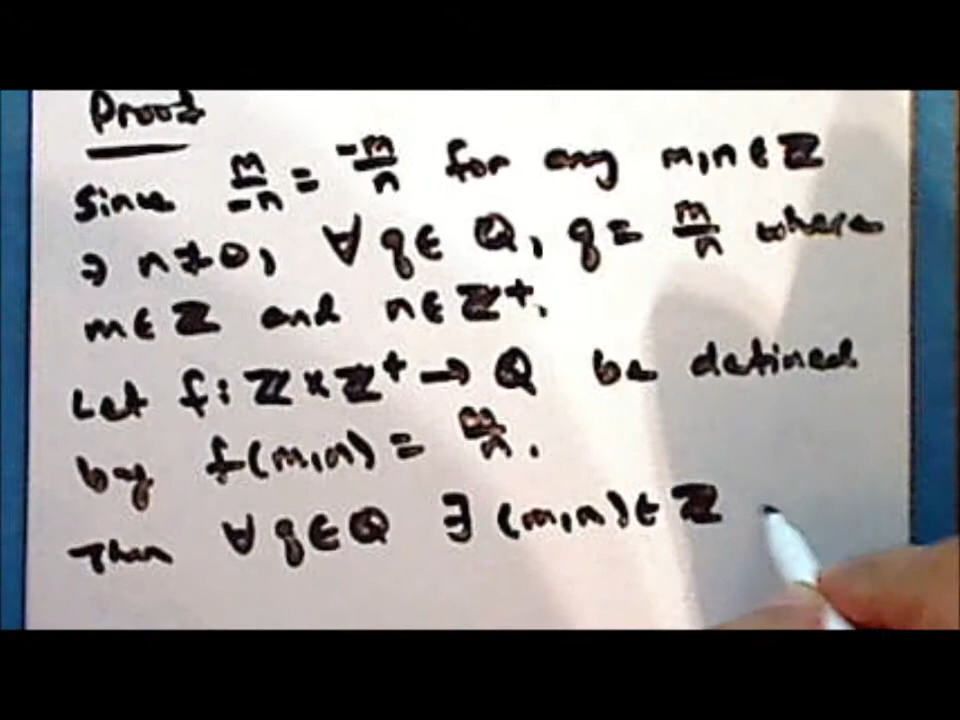 Proof
Since m/-n = -m/n for any m,n ∈ ℤ
∋ n≠0, ∀ q ∈ ℚ, q = m/n where
m ∈ ℤ and n ∈ ℤ⁺.
Let f: ℤ × ℤ⁺ → ℚ be defined
by f(m,n) = m/n.
Then ∀ q ∈ ℚ ∃ (m,n) ∈ ℤ